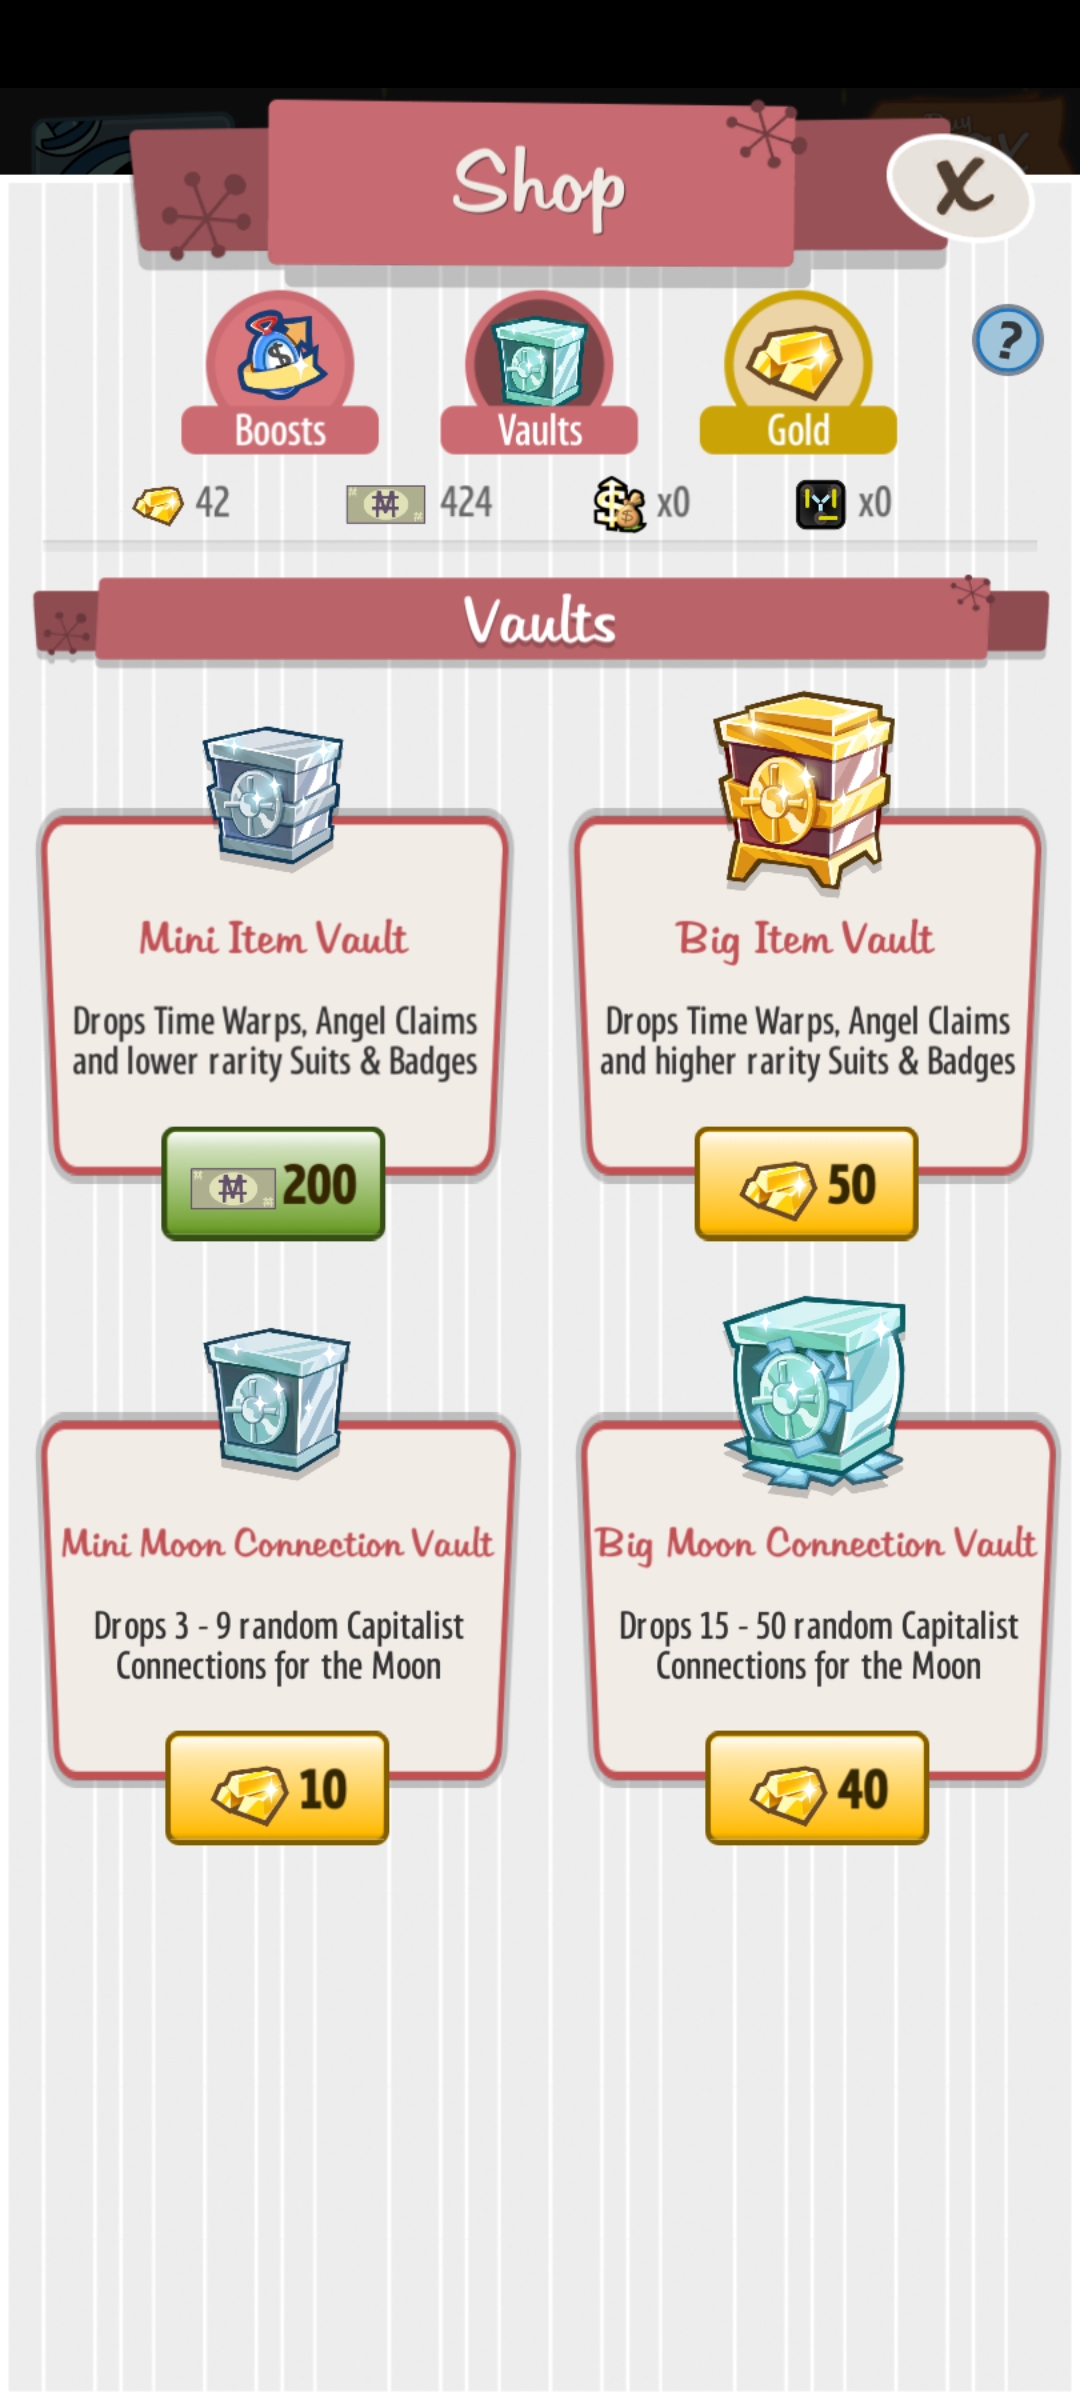 Shop
X
Boosts
Vaults
Gold
?
42
424
x0
x0
Vaults
Mini Item Vault
Drops Time Warps, Angel Claims
and lower rarity Suits & Badges
200
Big Item Vault
Drops Time Warps, Angel Claims
and higher rarity Suits & Badges
50
Mini Moon Connection Vault
Drops 3 - 9 random Capitalist
Connections for the Moon
10
Big Moon Connection Vault
Drops 15 - 50 random Capitalist
Connections for the Moon
40